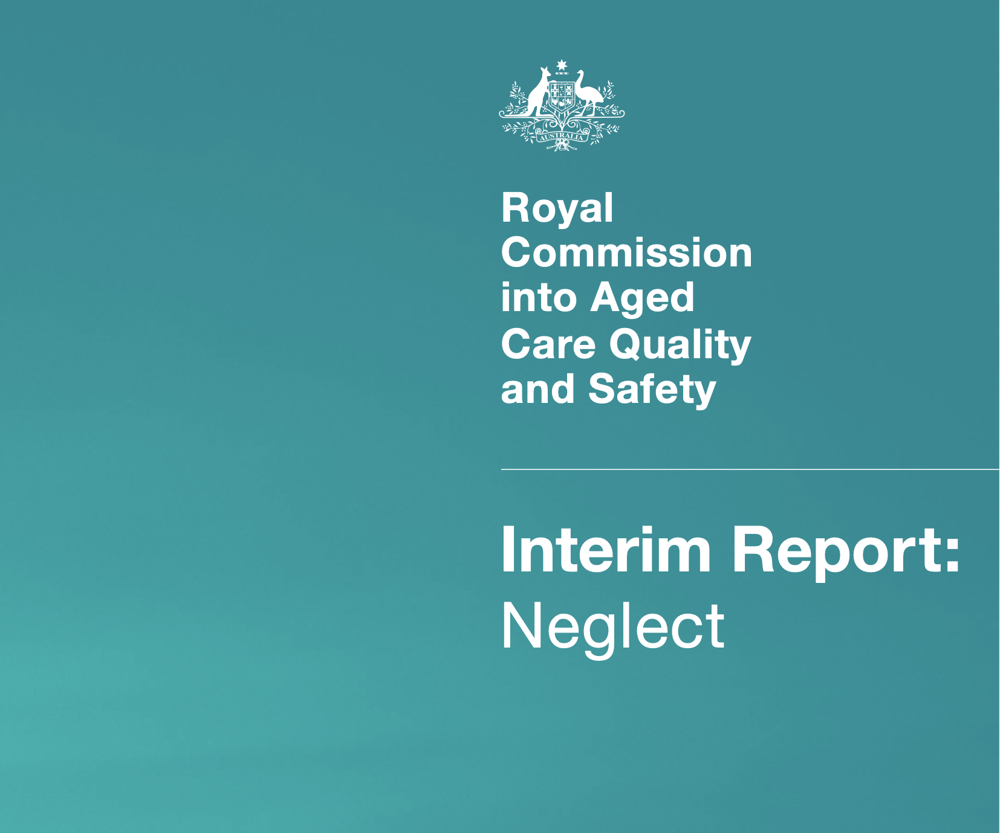 AUSTRALIA
Royal
Commission
into Aged
Care Quality
and Safety
Interim Report:
Neglect